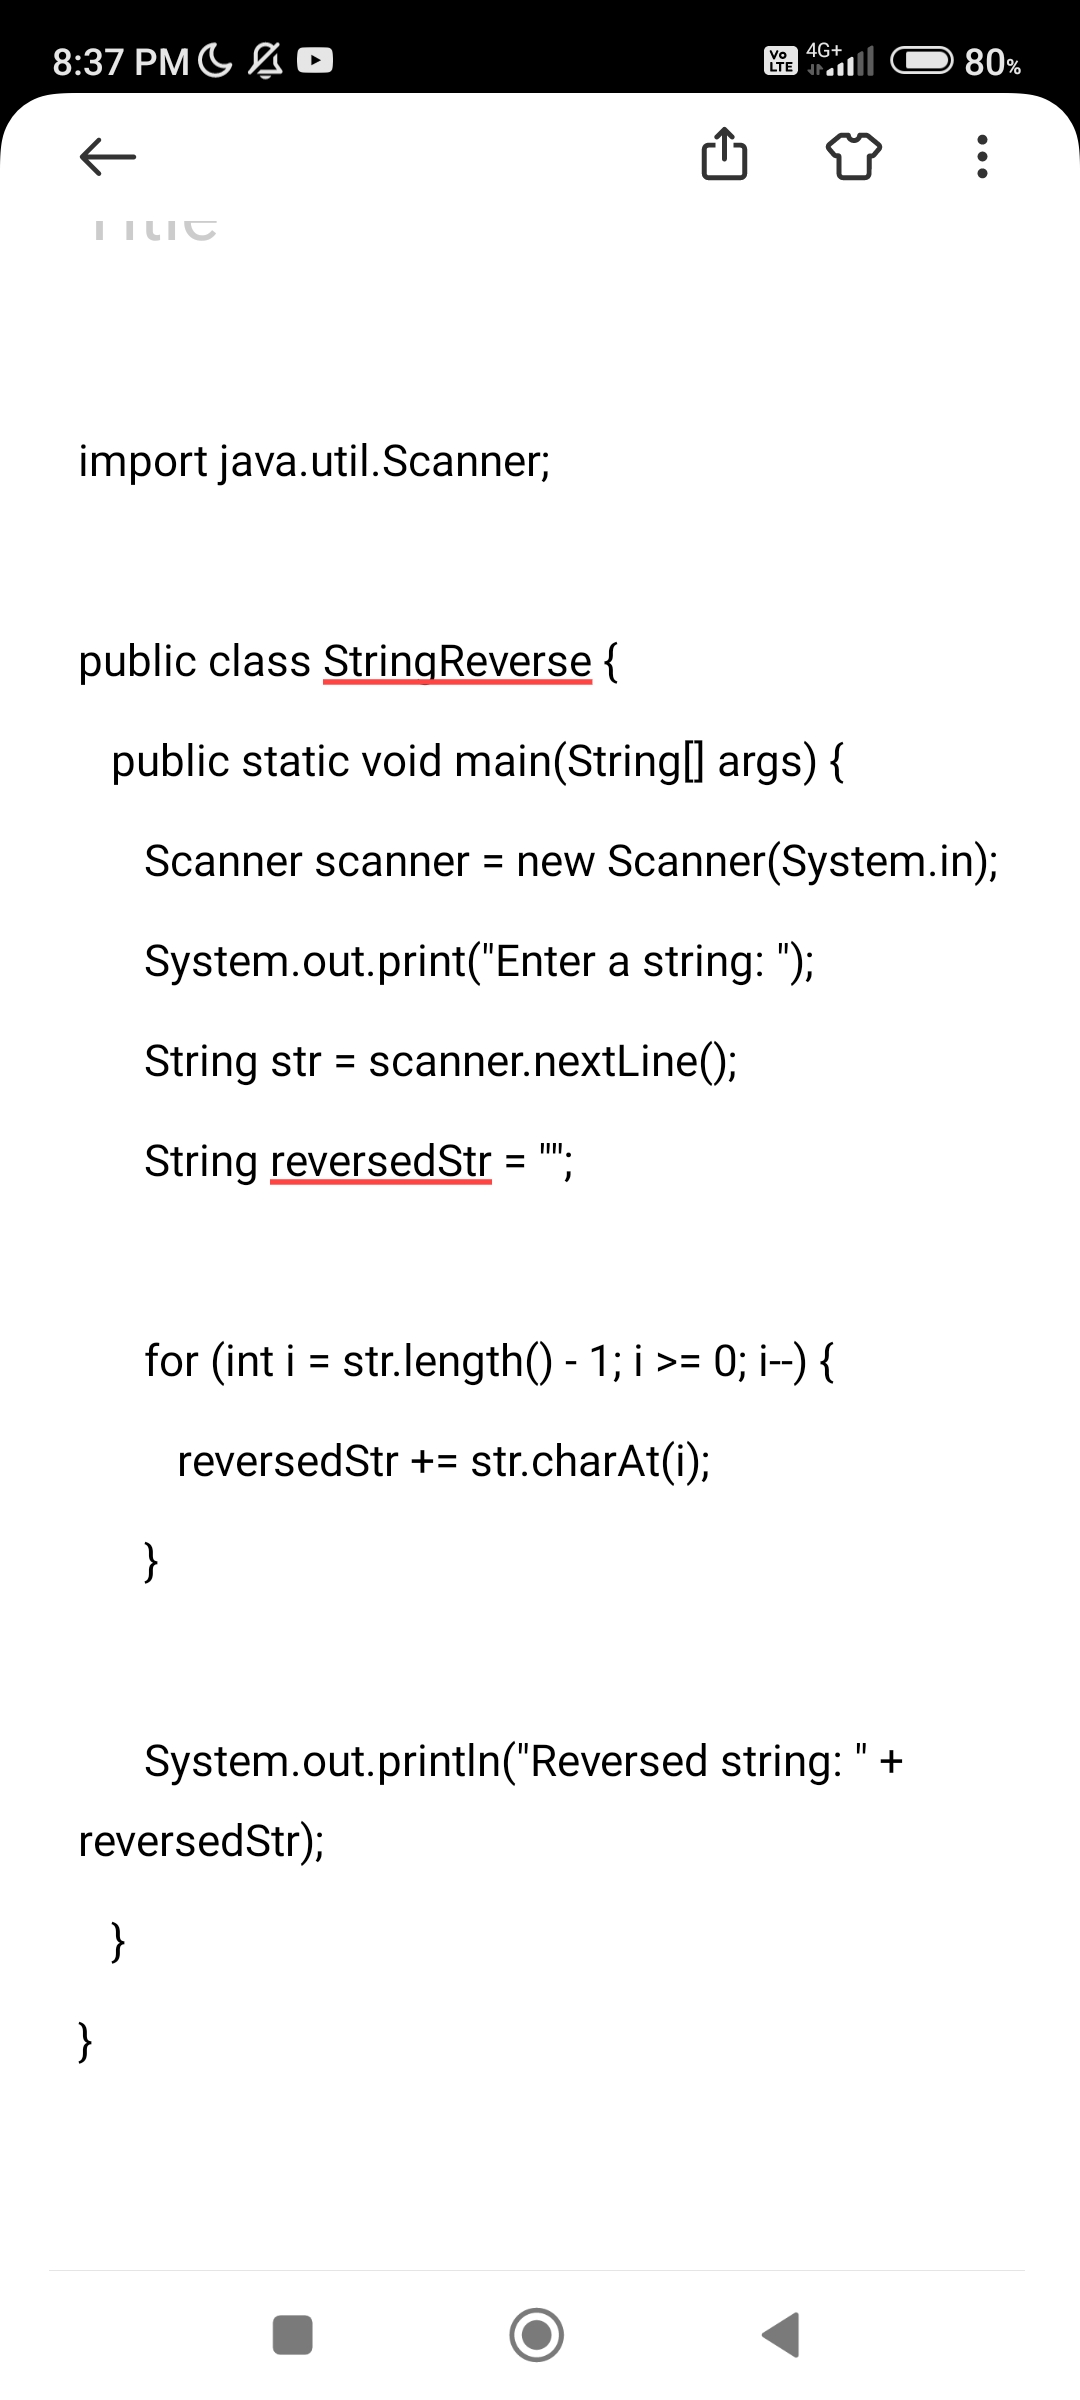 8:37 PM
Vo LTE 4G+ 80%
Title
import java.util.Scanner;
public class StringReverse {
public static void main(String[] args) {
Scanner scanner = new Scanner(System.in);
System.out.print("Enter a string: ");
String str = scanner.nextLine();
String reversedStr = "";
for (int i = str.length() - 1; i >= 0; i--) {
reversedStr += str.charAt(i);
}
System.out.println("Reversed string: " +
reversedStr);
}
}